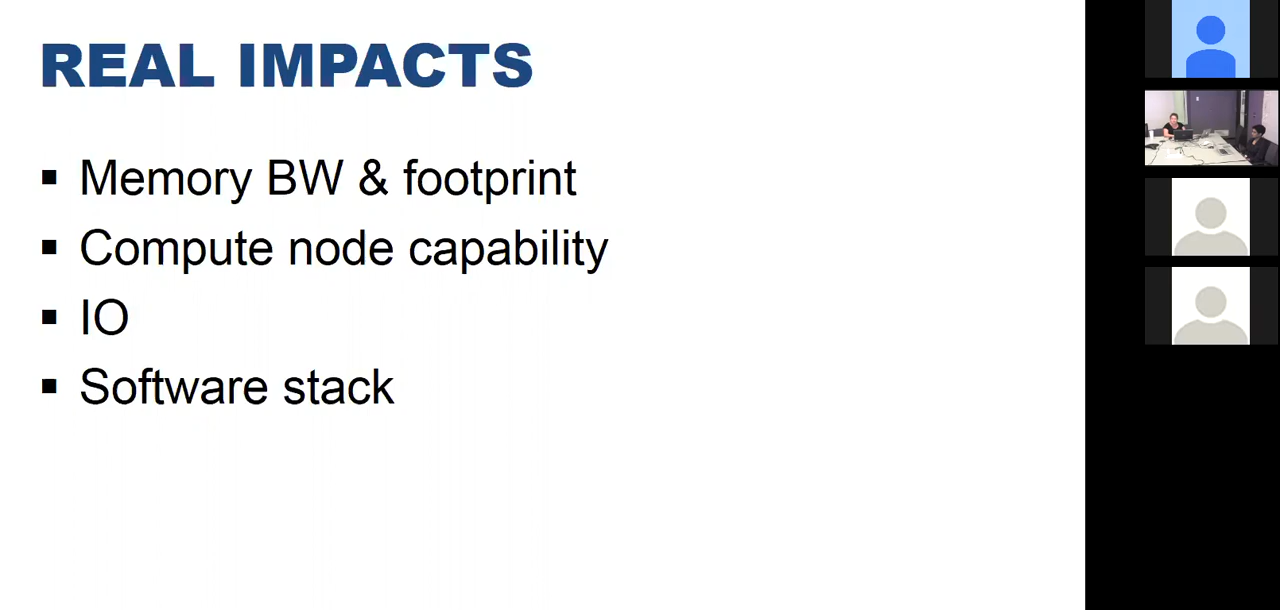 REAL IMPACTS
Memory BW & footprint
Compute node capability
IO
Software stack